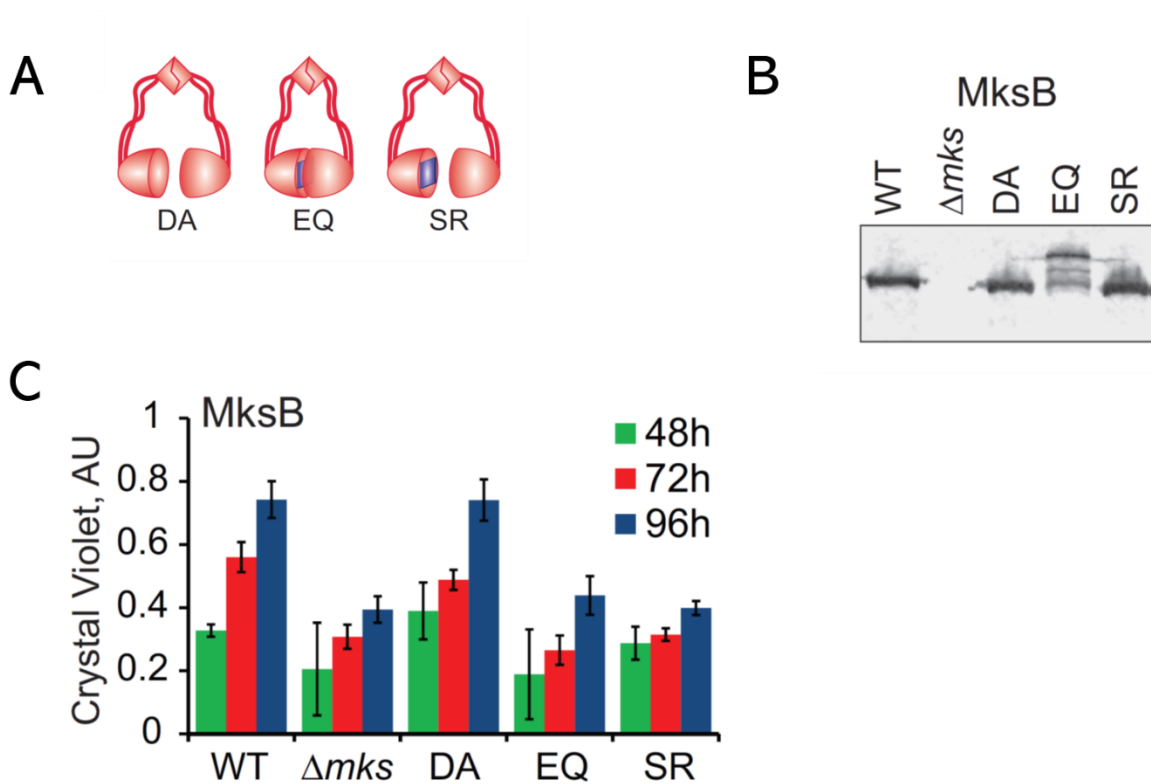 A
DA EQ SR
B
MksB
WT Δmks DA EQ SR
C
MksB
Crystal Violet, AU
1
0.8
0.6
0.4
0.2
0
48h
72h
96h
WT Δmks DA EQ SR